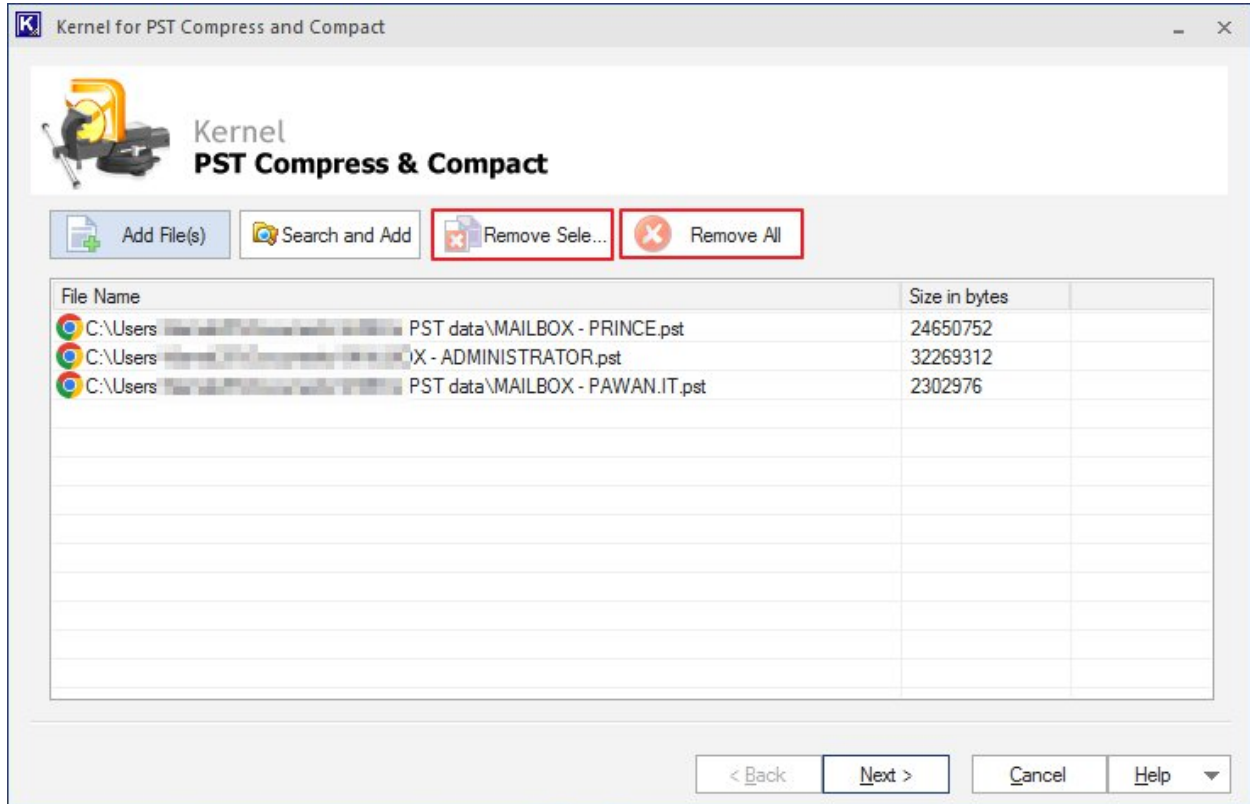 Kernel for PST Compress and Compact
Kernel
PST Compress & Compact
Add File(s) Search and Add Remove Sele... Remove All
File Name Size in bytes
C:\Users PST data\MAILBOX - PRINCE.pst 24650752
C:\Users X - ADMINISTRATOR.pst 32269312
C:\Users PST data\MAILBOX - PAWAN.IT.pst 2302976
< Back Next > Cancel Help